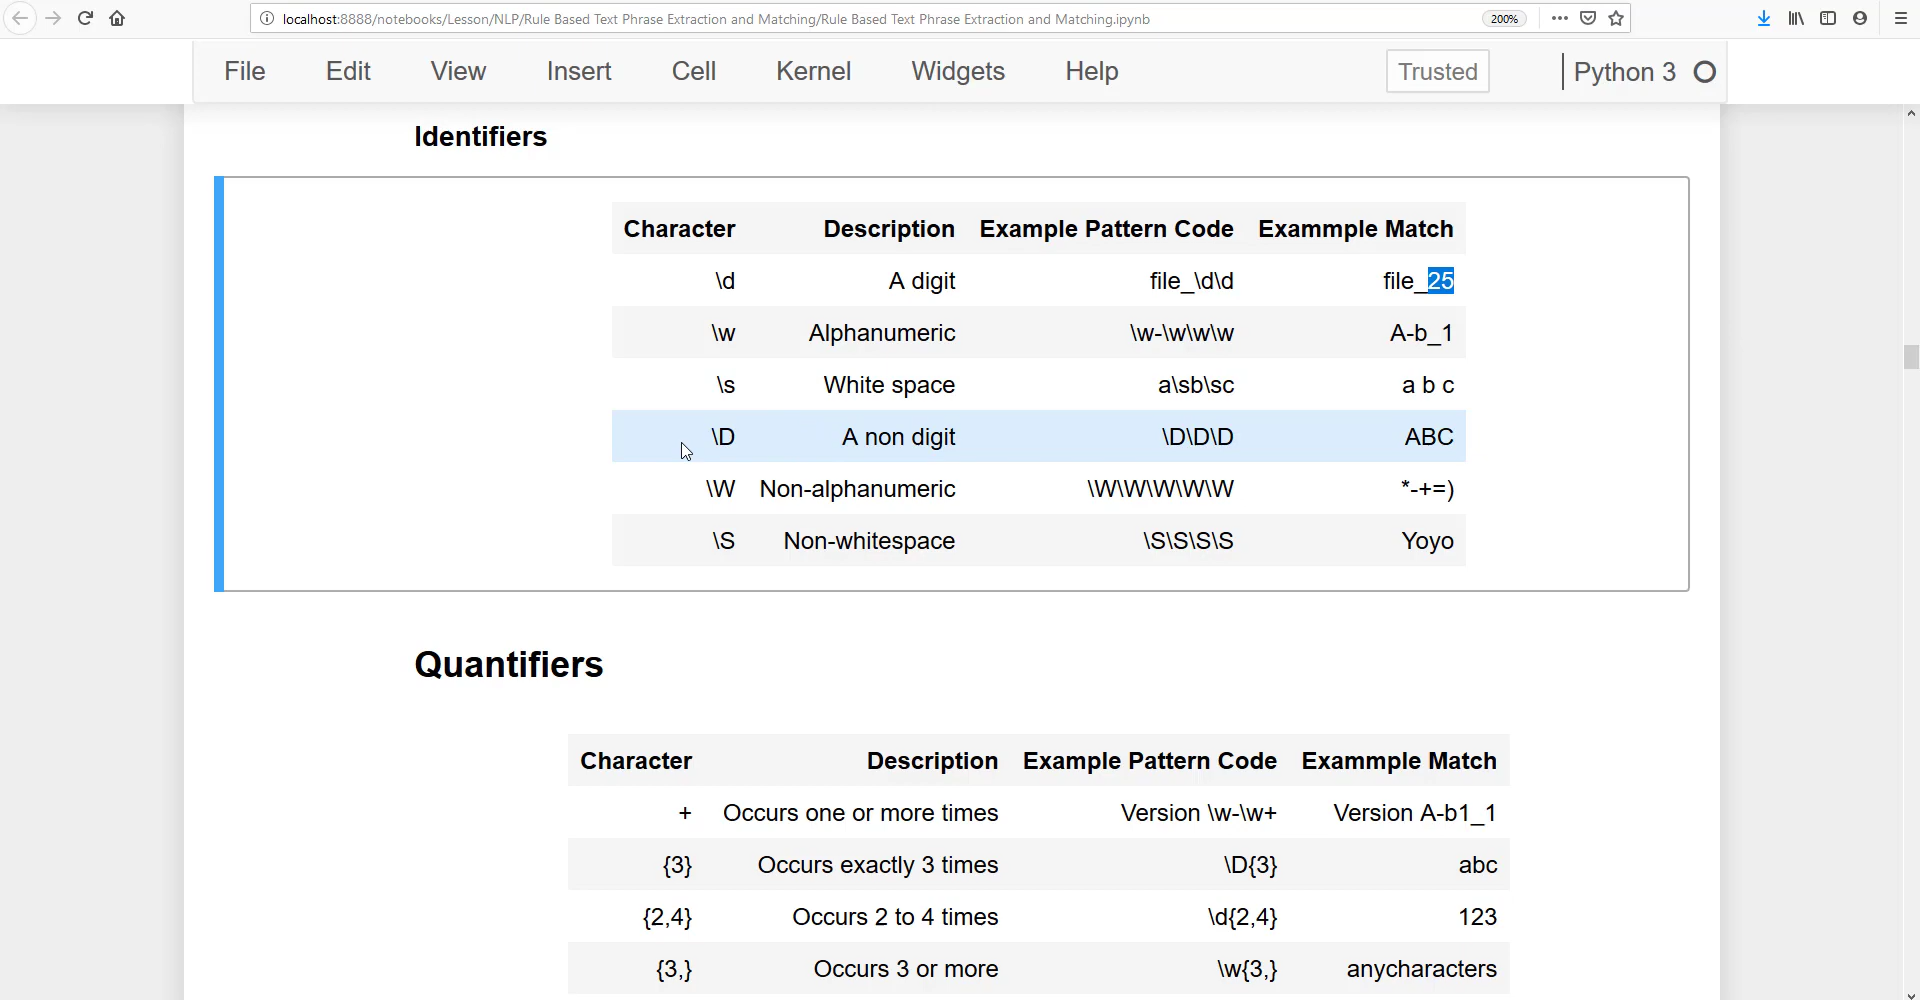 localhost:8888/notebooks/Lesson/NLP/Rule Based Text Phrase Extraction and Matching/Rule Based Text Phrase Extraction and Matching.ipynb 200%
File Edit View Insert Cell Kernel Widgets Help Trusted Python 3
Identifiers
Character Description Example Pattern Code Exammple Match
\d A digit file_\d\d file_25
\w Alphanumeric \w-\w\w\w A-b_1
\s White space a\sb\sc a b c
\D A non digit \D\D\D ABC
\W Non-alphanumeric \W\W\W\W\W *-+=)
\S Non-whitespace \S\S\S\S Yoyo
Quantifiers
Character Description Example Pattern Code Exammple Match
+ Occurs one or more times Version \w-\w+ Version A-b1_1
{3} Occurs exactly 3 times \D{3} abc
{2,4} Occurs 2 to 4 times \d{2,4} 123
{3,} Occurs 3 or more \w{3,} anycharacters